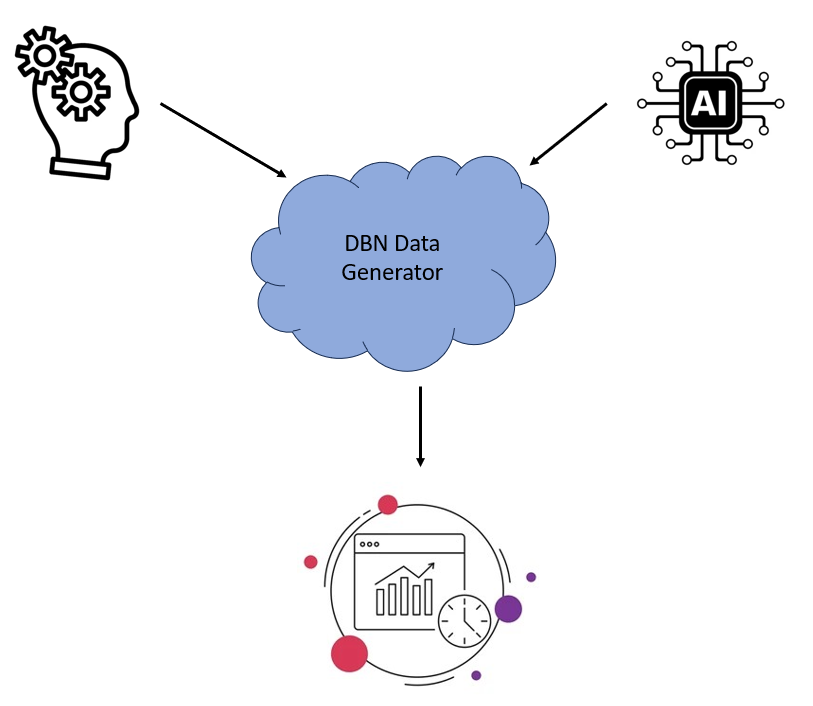 AI
DBN Data
Generator